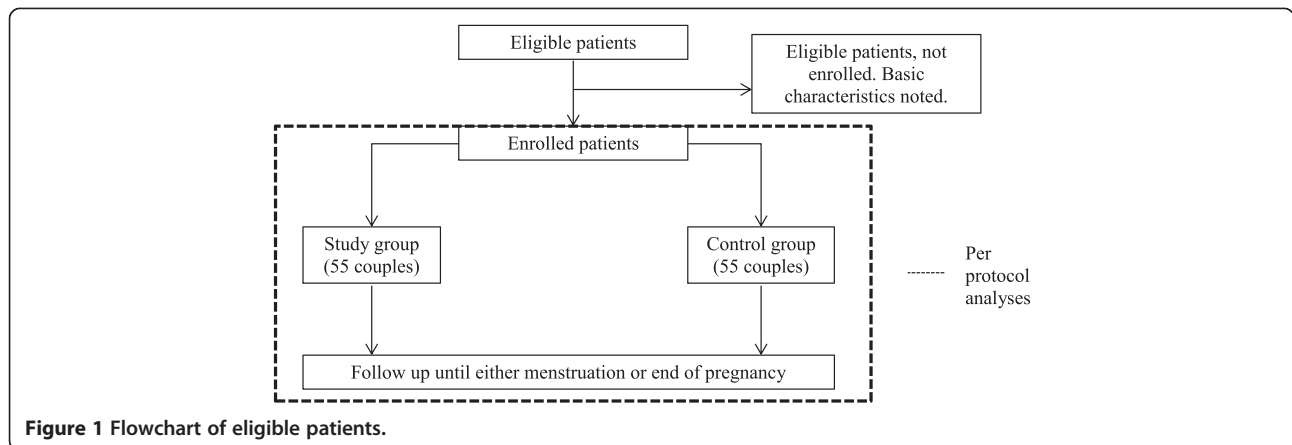 Eligible patients
Eligible patients, not
enrolled. Basic
characteristics noted.
Enrolled patients
Study group
(55 couples)
Control group
(55 couples)
Per
protocol
analyses
Follow up until either menstruation or end of pregnancy
Figure 1 Flowchart of eligible patients.